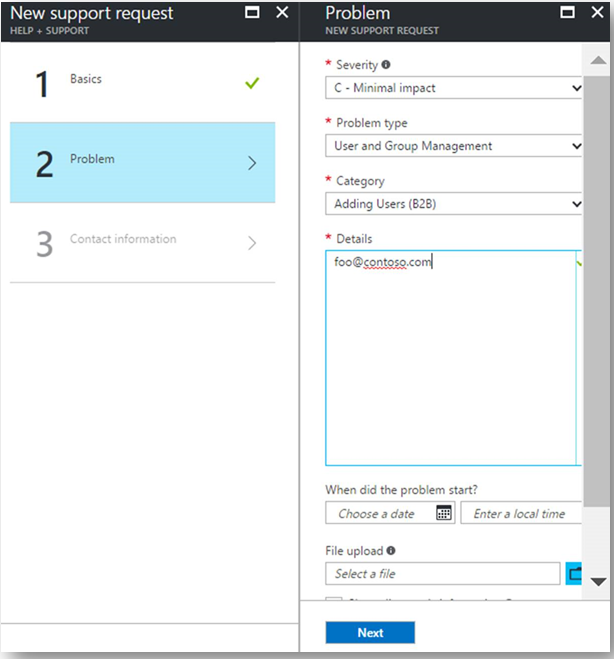 New support request
HELP + SUPPORT
1 Basics
2 Problem
3 Contact information
Problem
NEW SUPPORT REQUEST
* Severity
C - Minimal impact
* Problem type
User and Group Management
* Category
Adding Users (B2B)
* Details
foo@contoso.com
When did the problem start?
Choose a date
Enter a local time
File upload
Select a file
Next